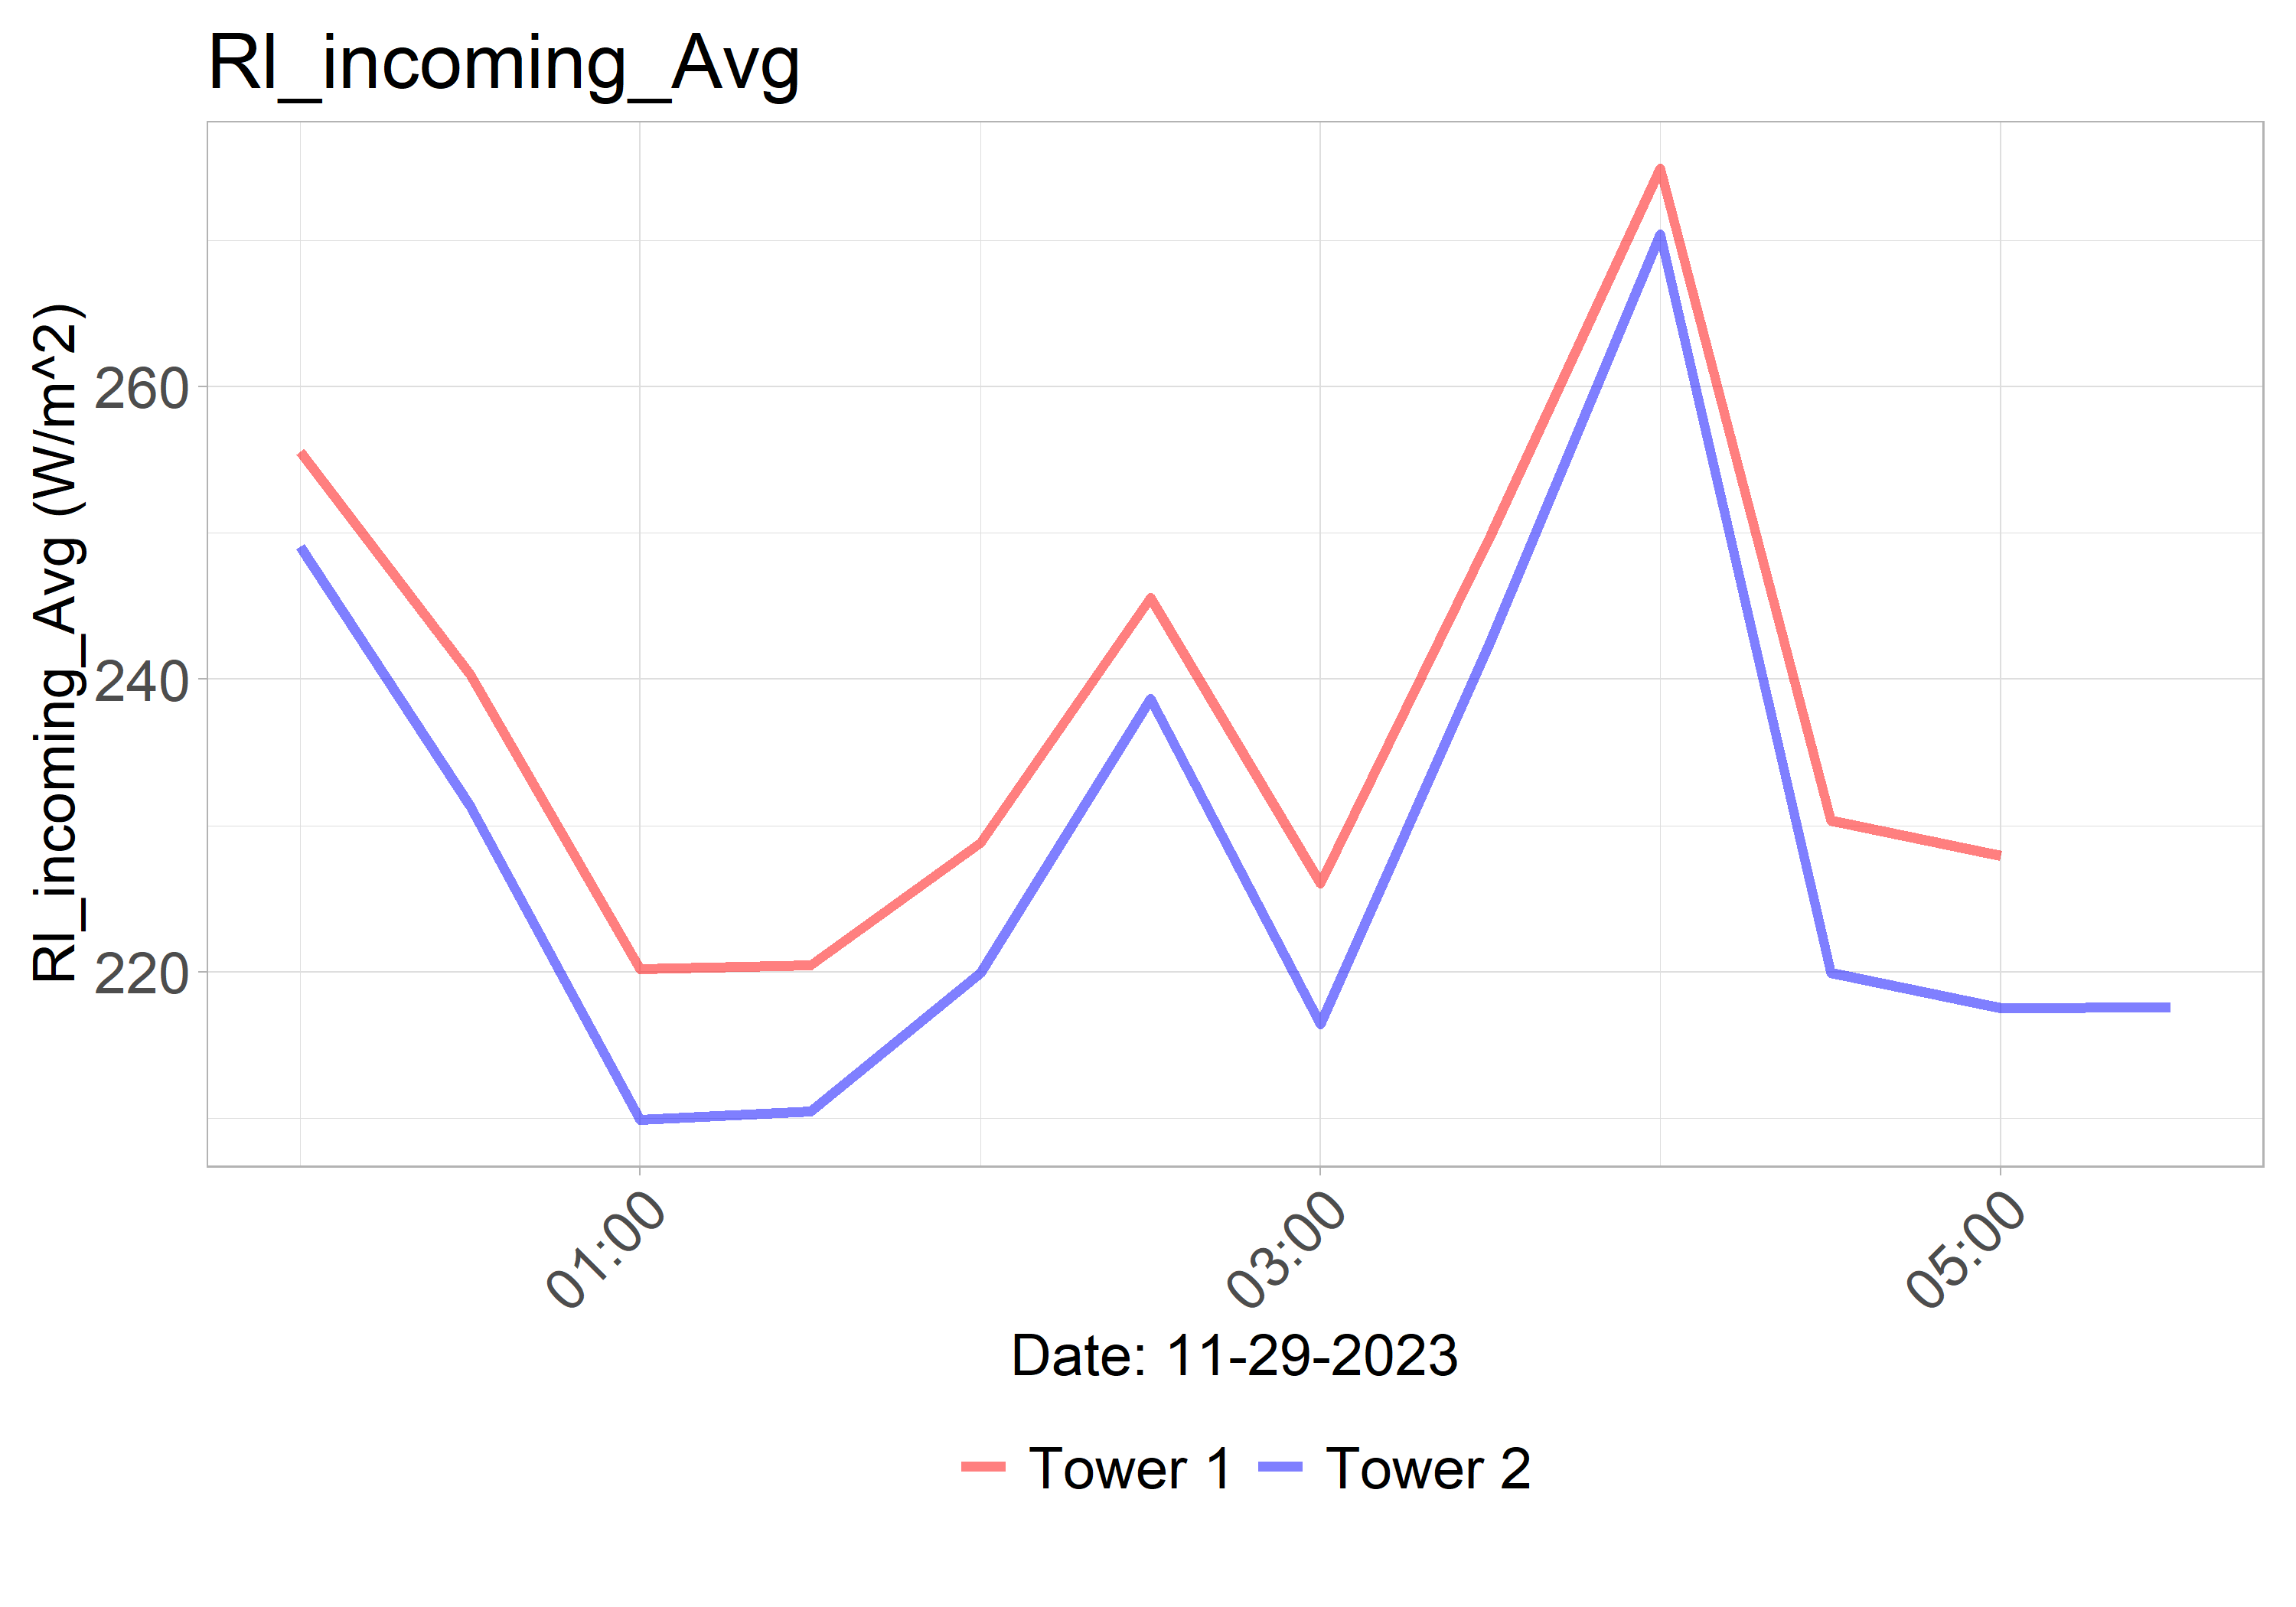 Rl_incoming_Avg
Rl_incoming_Avg (W/m^2)
260
240
220
01:00
03:00
05:00
Date: 11-29-2023
Tower 1
Tower 2